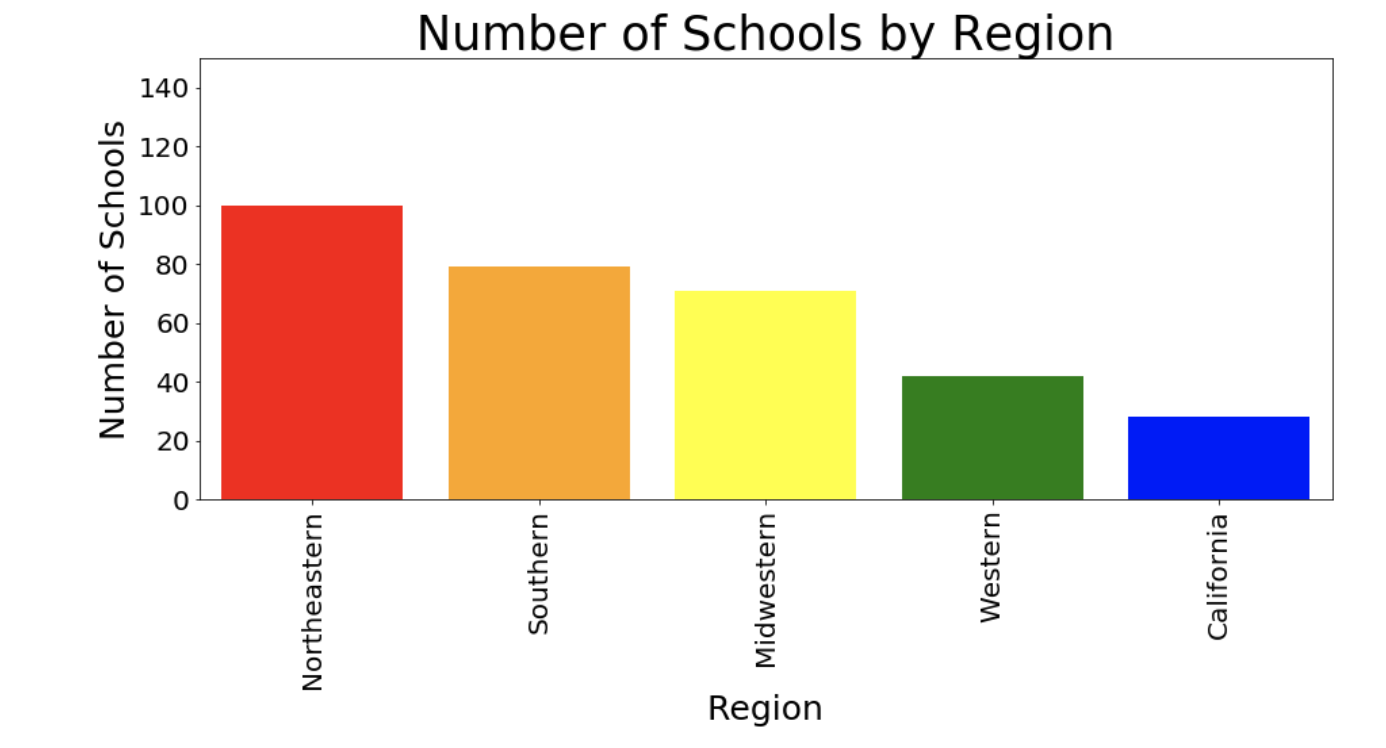 Number of Schools by Region
Number of Schools
140
120
100
80
60
40
20
0
Northeastern
Southern
Midwestern
Western
California
Region